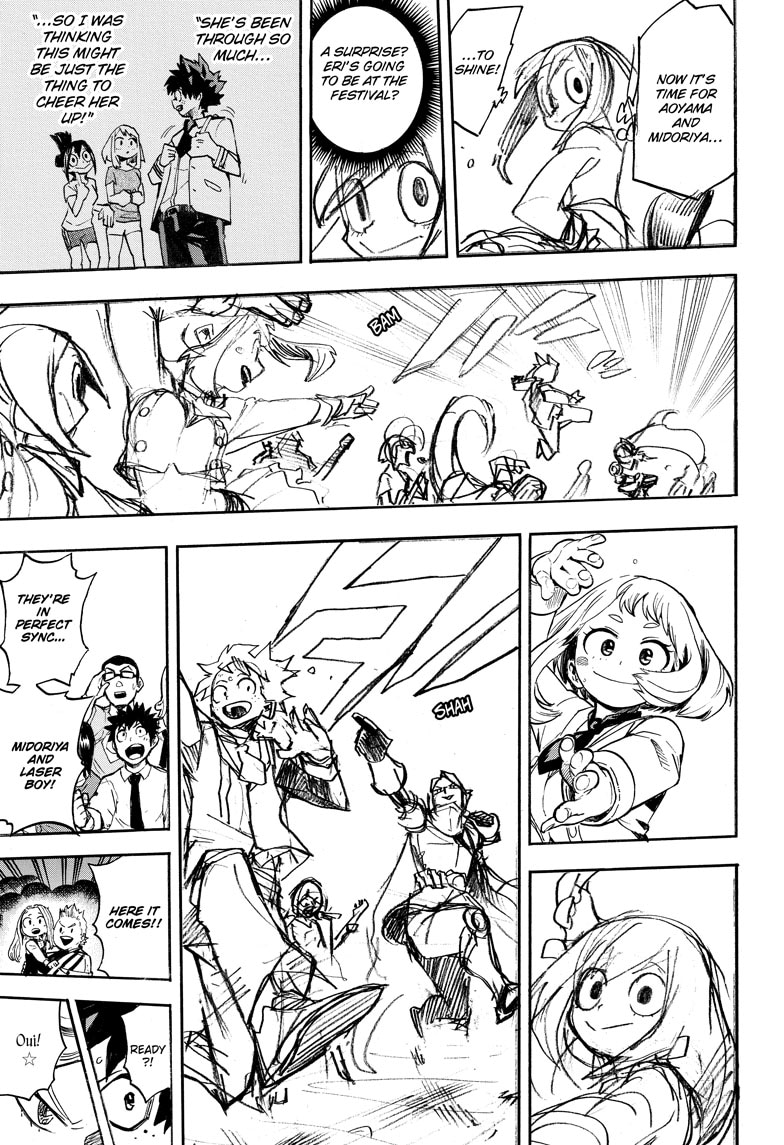 NOW IT'S
TIME FOR
AOYAMA
AND
MIDORIYA...
...TO
SHINE!
A SURPRISE?
ERI'S GOING
TO BE AT THE
FESTIVAL?
"SHE'S BEEN
THROUGH SO
MUCH...
"...SO I WAS
THINKING
THIS MIGHT
BE JUST THE
THING TO
CHEER HER
UP!"
BAM
SHAH
THEY'RE
IN
PERFECT
SYNC...
MIDORIYA
AND
LASER
BOY!
HERE IT
COMES!!
READY
?!
Oui!
☆